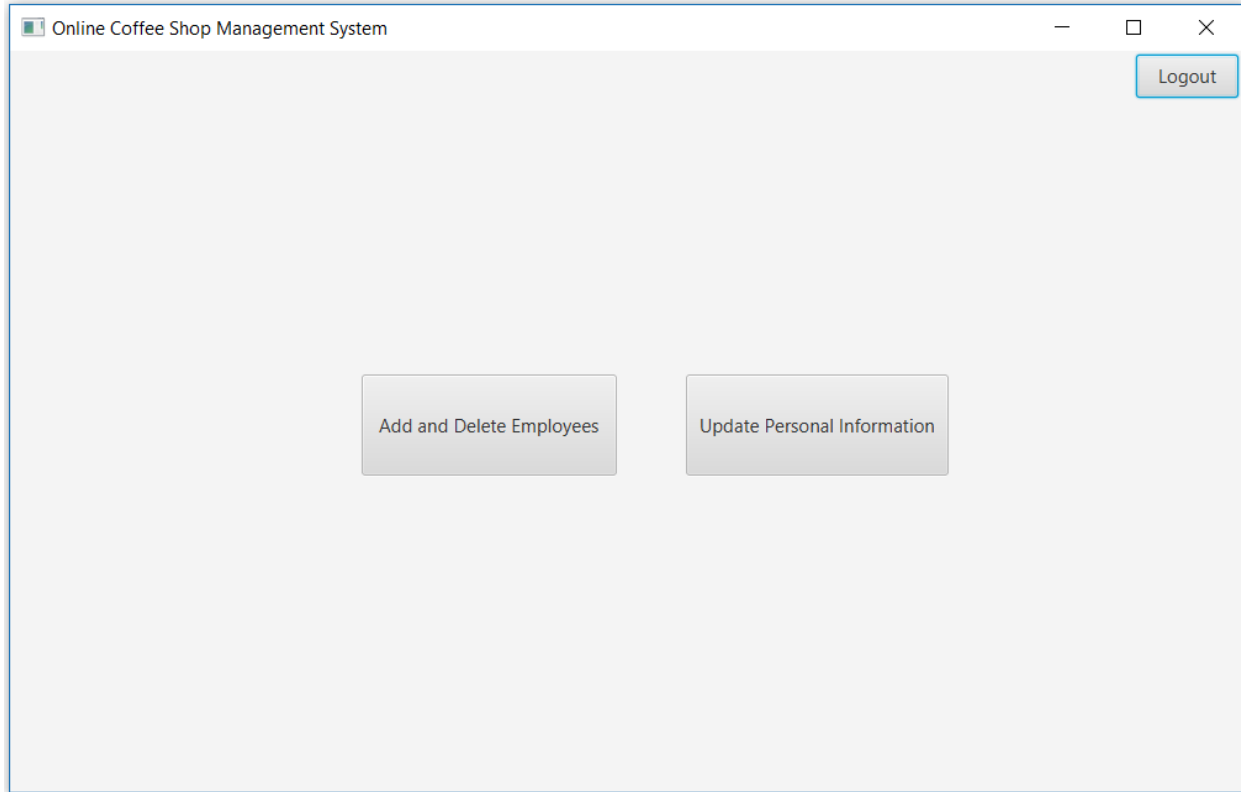 Online Coffee Shop Management System
Logout
Add and Delete Employees
Update Personal Information